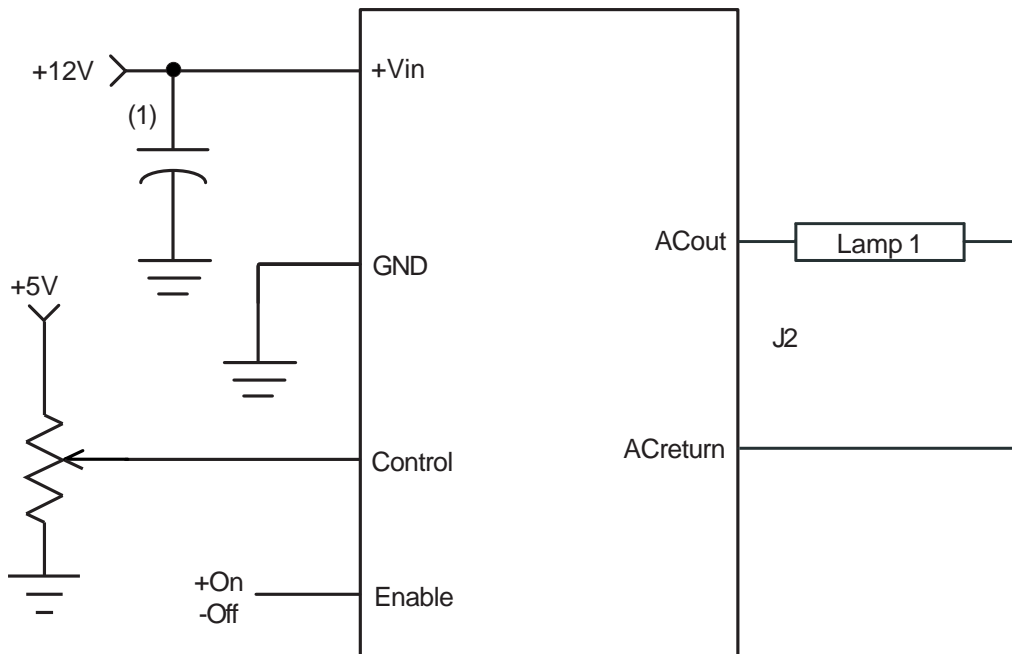 +12V
+Vin
(1)
ACout
Lamp 1
GND
+5V
J2
Control
ACreturn
+On
-Off
Enable